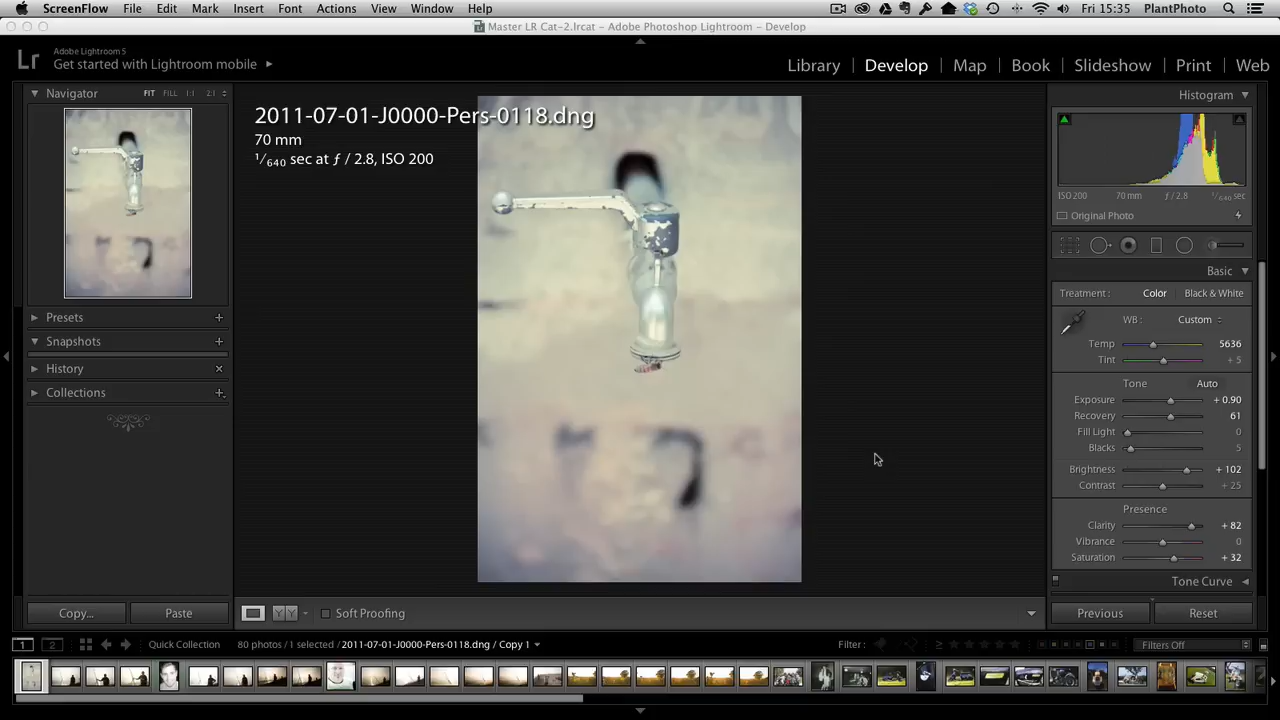 ScreenFlow File Edit Mark Insert Font Actions View Window Help Fri 15:35 PlantPhoto
Master LR Cat-2.lrcat - Adobe Photoshop Lightroom - Develop
Lr Adobe Lightroom 5
Get started with Lightroom mobile
Library Develop Map Book Slideshow Print Web
Navigator FIT FILL 1:1 2:1
Presets
Snapshots
History
Collections
Copy... Paste
2011-07-01-J0000-Pers-0118.dng
70 mm
1/640 sec at ƒ / 2.8, ISO 200
Soft Proofing
Histogram
ISO 200 70 mm ƒ / 2.8 1/640 sec
Original Photo
Basic
Treatment : Color Black & White
WB : Custom
Temp 5636
Tint + 5
Tone Auto
Exposure + 0.90
Recovery 61
Fill Light 0
Blacks 5
Brightness + 102
Contrast + 25
Presence
Clarity + 82
Vibrance 0
Saturation + 32
Tone Curve
Previous Reset
1 2 Quick Collection 80 photos / 1 selected / 2011-07-01-J0000-Pers-0118.dng / Copy 1 Filter : Filters Off